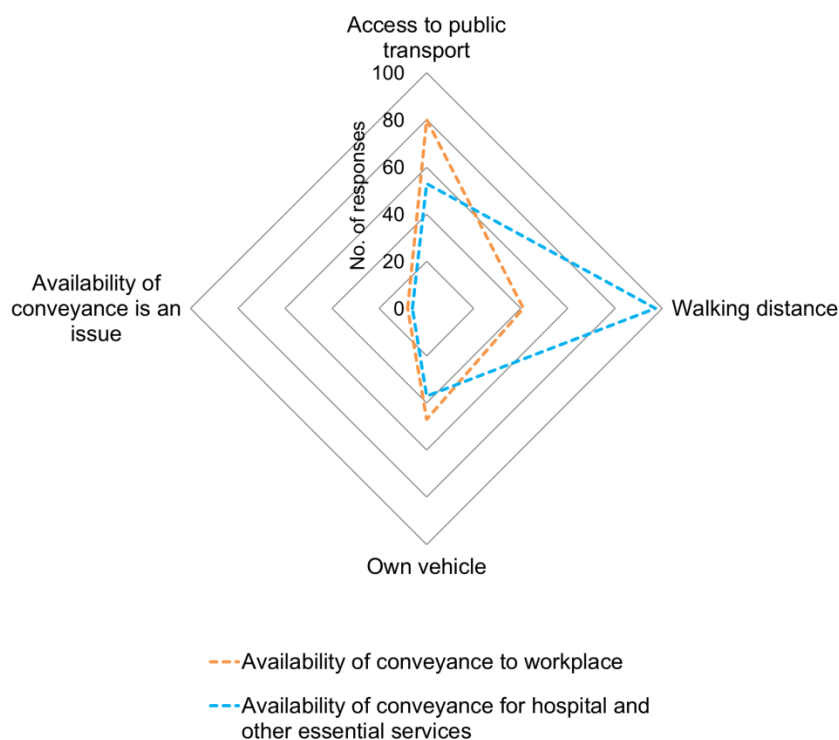 Access to public
transport
100
80
60
40
20
0
No. of responses
Availability of
conveyance is an
issue
Walking distance
Own vehicle
Availability of conveyance to workplace
Availability of conveyance for hospital and
other essential services